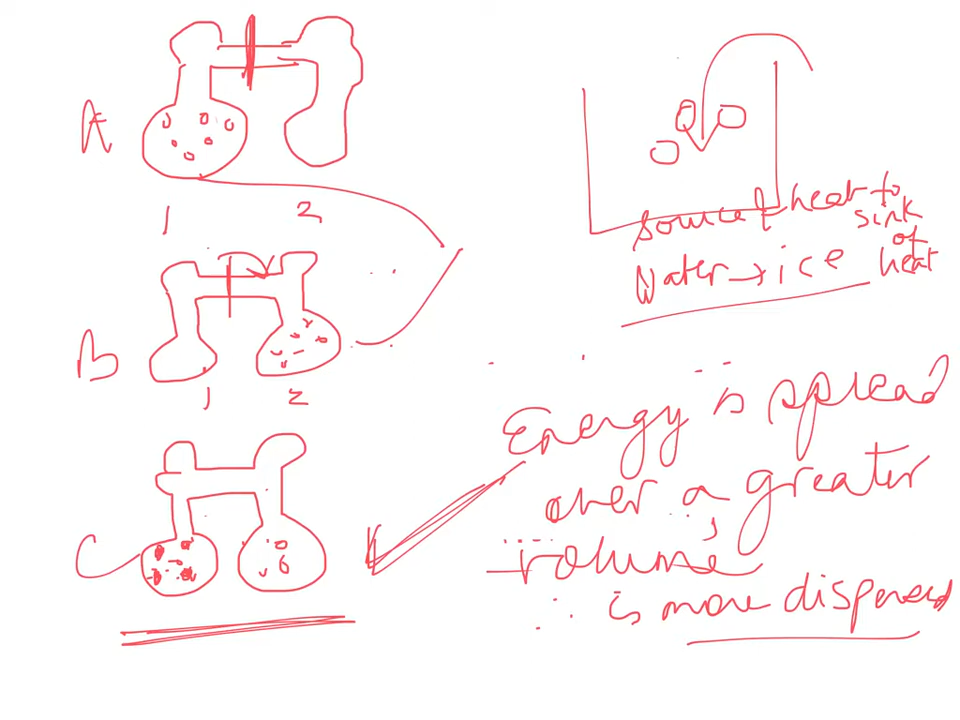 A
1 2
B
1 2
C
source of heat to
sink
of
heat
Water → ice
Energy is spread
over a greater
volume,
∴ is more dispersed